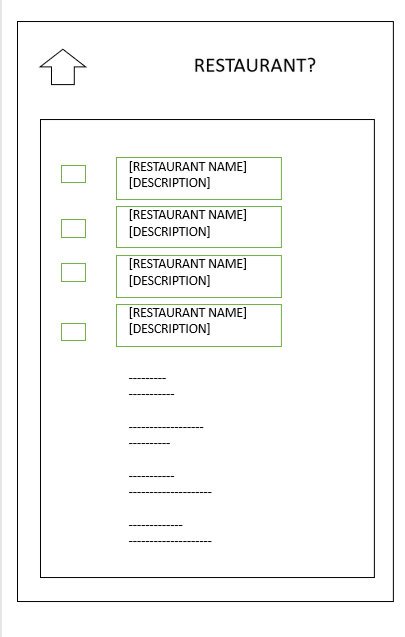 RESTAURANT?
[RESTAURANT NAME]
[DESCRIPTION]
[RESTAURANT NAME]
[DESCRIPTION]
[RESTAURANT NAME]
[DESCRIPTION]
[RESTAURANT NAME]
[DESCRIPTION]
---------
-----------
------------------
----------
-----------
--------------------
-------------
--------------------